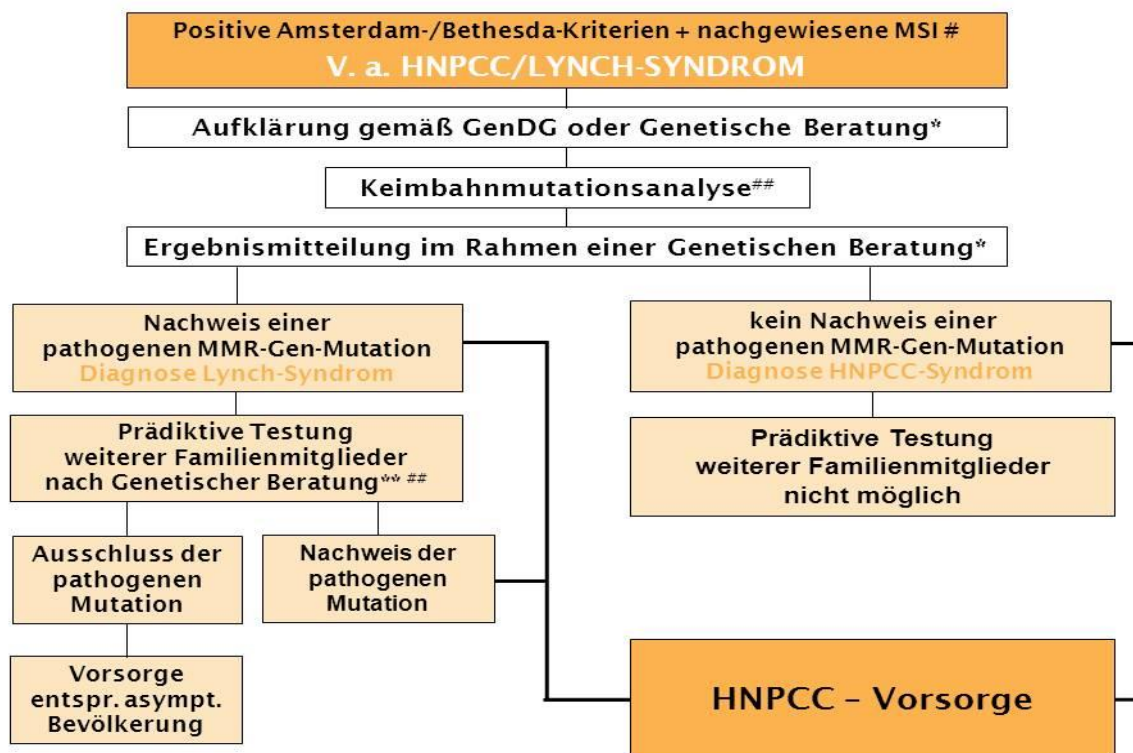 Positive Amsterdam-/Bethesda-Kriterien + nachgewiesene MSI #
V. a. HNPCC/LYNCH-SYNDROM
Aufklärung gemäß GenDG oder Genetische Beratung*
Keimbahnmutationsanalyse##
Ergebnismitteilung im Rahmen einer Genetischen Beratung*
Nachweis einer
pathogenen MMR-Gen-Mutation
Diagnose Lynch-Syndrom
kein Nachweis einer
pathogenen MMR-Gen-Mutation
Diagnose HNPCC-Syndrom
Prädiktive Testung
weiterer Familienmitglieder
nach Genetischer Beratung** ##
Prädiktive Testung
weiterer Familienmitglieder
nicht möglich
Ausschluss der
pathogenen
Mutation
Nachweis der
pathogenen
Mutation
Vorsorge
entspr. asympt.
Bevölkerung
HNPCC – Vorsorge